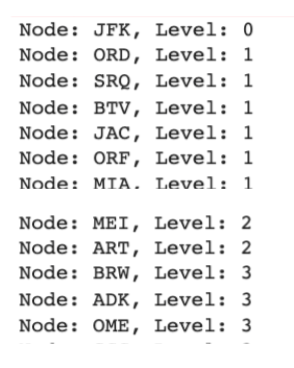 Node: JFK, Level: 0
Node: ORD, Level: 1
Node: SRQ, Level: 1
Node: BTV, Level: 1
Node: JAC, Level: 1
Node: ORF, Level: 1
Node: MIA, Level: 1
Node: MEI, Level: 2
Node: ART, Level: 2
Node: BRW, Level: 3
Node: ADK, Level: 3
Node: OME, Level: 3